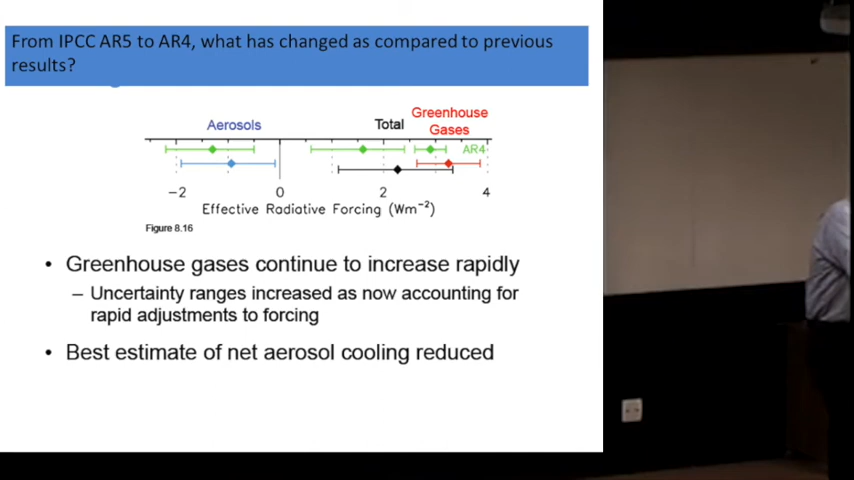 From IPCC AR5 to AR4, what has changed as compared to previous
results?
Aerosols
Total
Greenhouse
Gases
AR4
−2 0 2 4
Effective Radiative Forcing (Wm−2)
Figure 8.16
• Greenhouse gases continue to increase rapidly
– Uncertainty ranges increased as now accounting for
rapid adjustments to forcing
• Best estimate of net aerosol cooling reduced